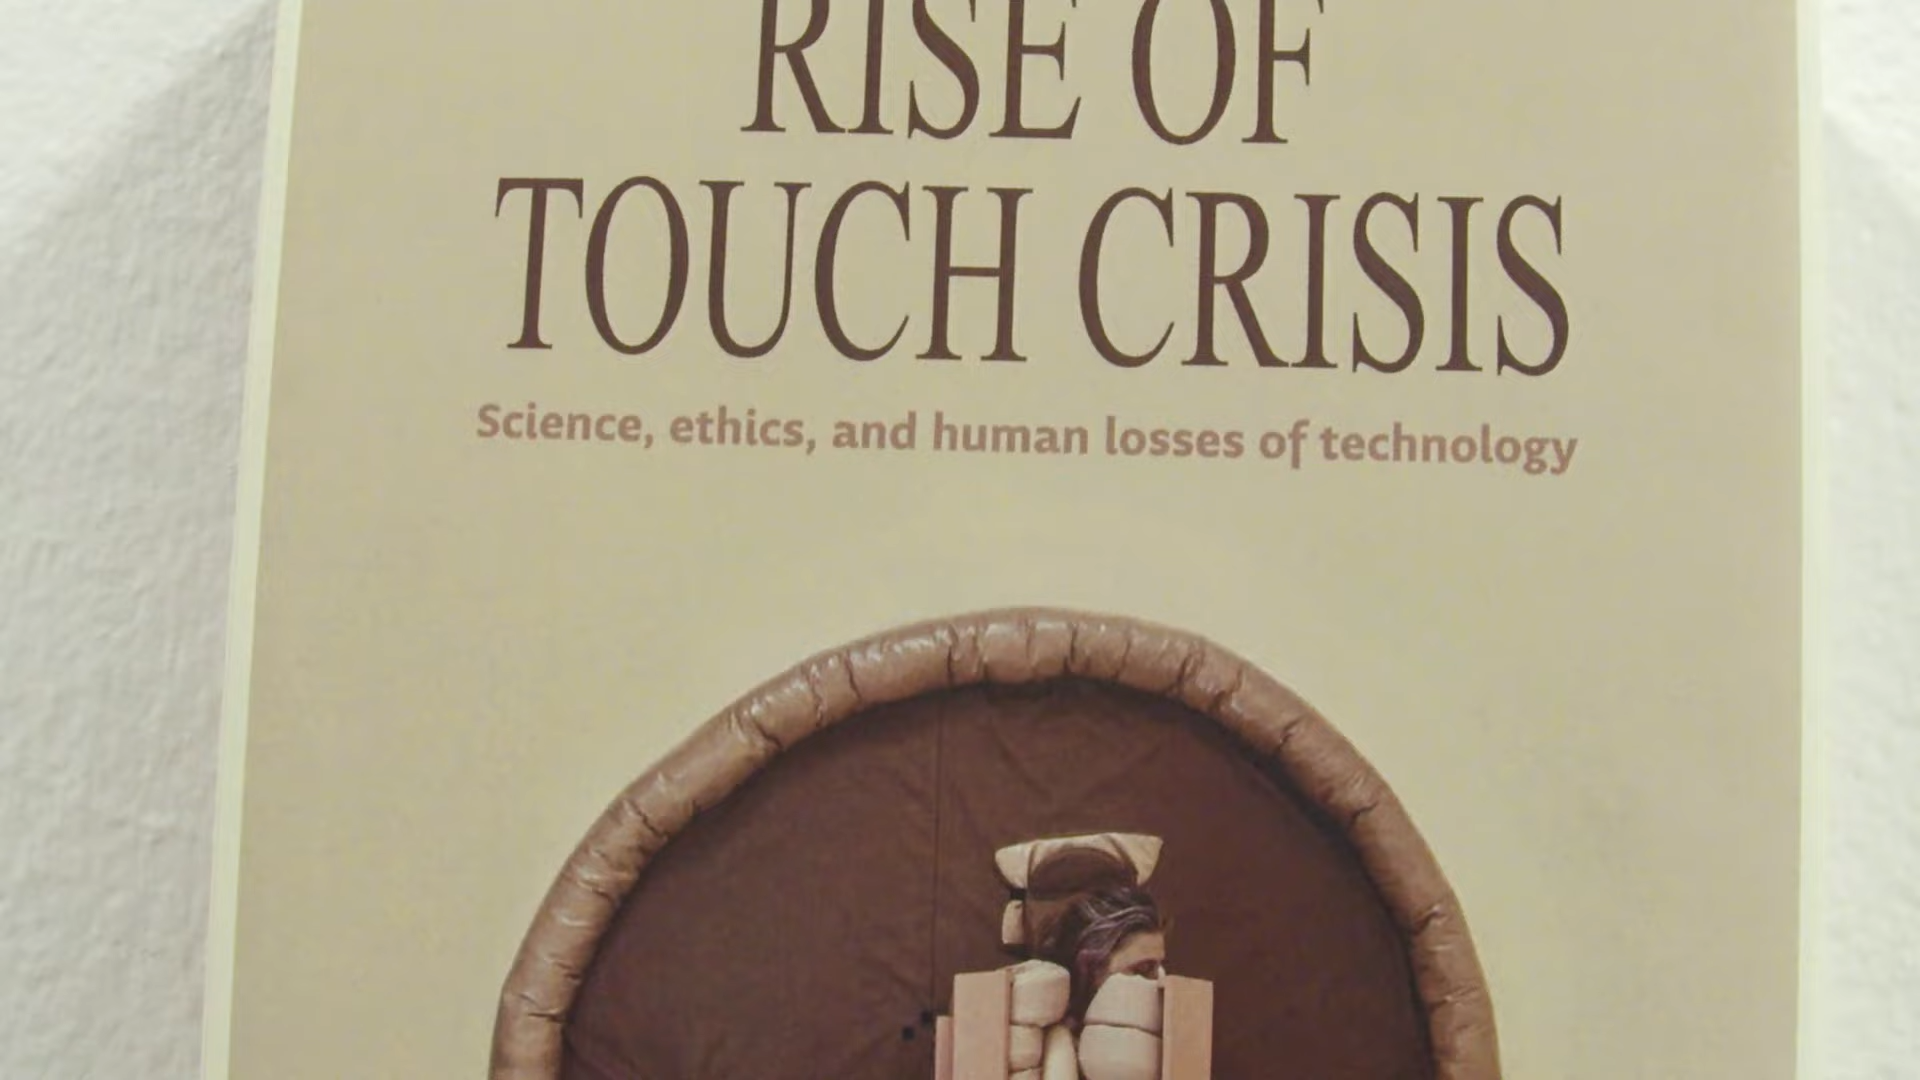 RISE OF
TOUCH CRISIS
Science, ethics, and human losses of technology